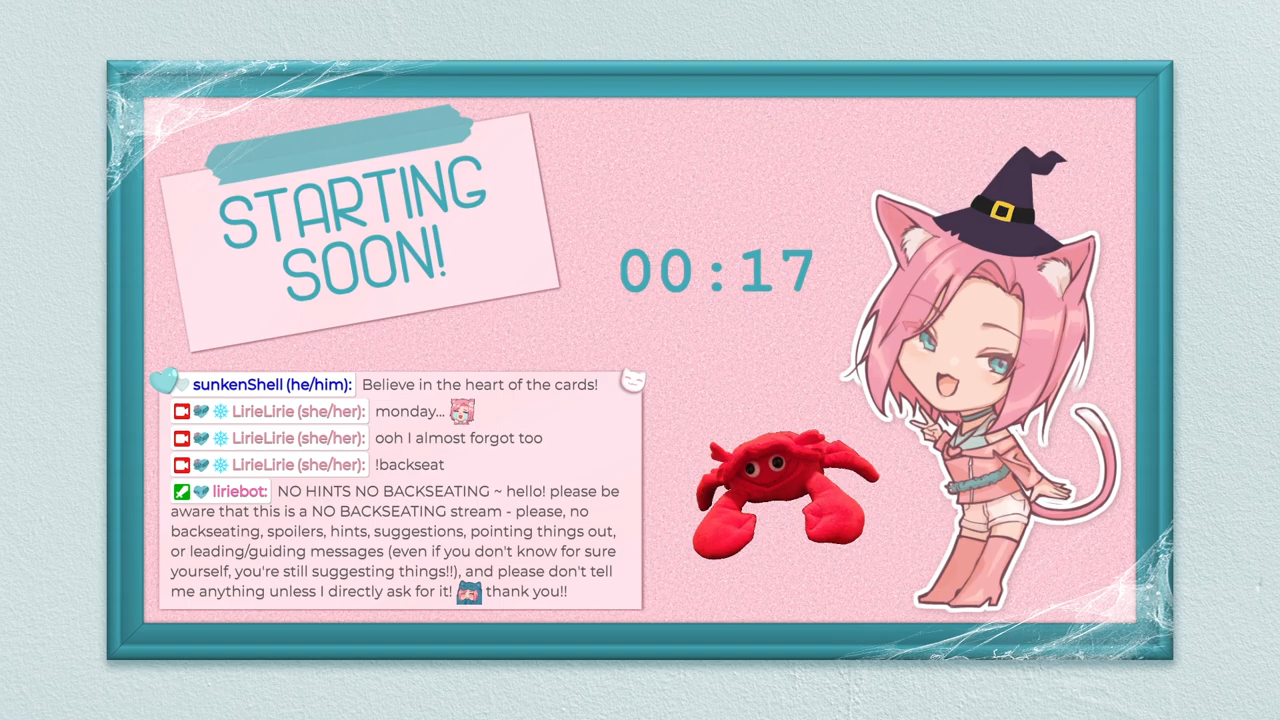 STARTING
SOON!
00:17
sunkenShell (he/him): Believe in the heart of the cards!
LirieLirie (she/her): monday...
LirieLirie (she/her): ooh I almost forgot too
LirieLirie (she/her): !backseat
liriebot: NO HINTS NO BACKSEATING ~ hello! please be
aware that this is a NO BACKSEATING stream - please, no
backseating, spoilers, hints, suggestions, pointing things out,
or leading/guiding messages (even if you don't know for sure
yourself, you're still suggesting things!!), and please don't tell
me anything unless I directly ask for it! thank you!!